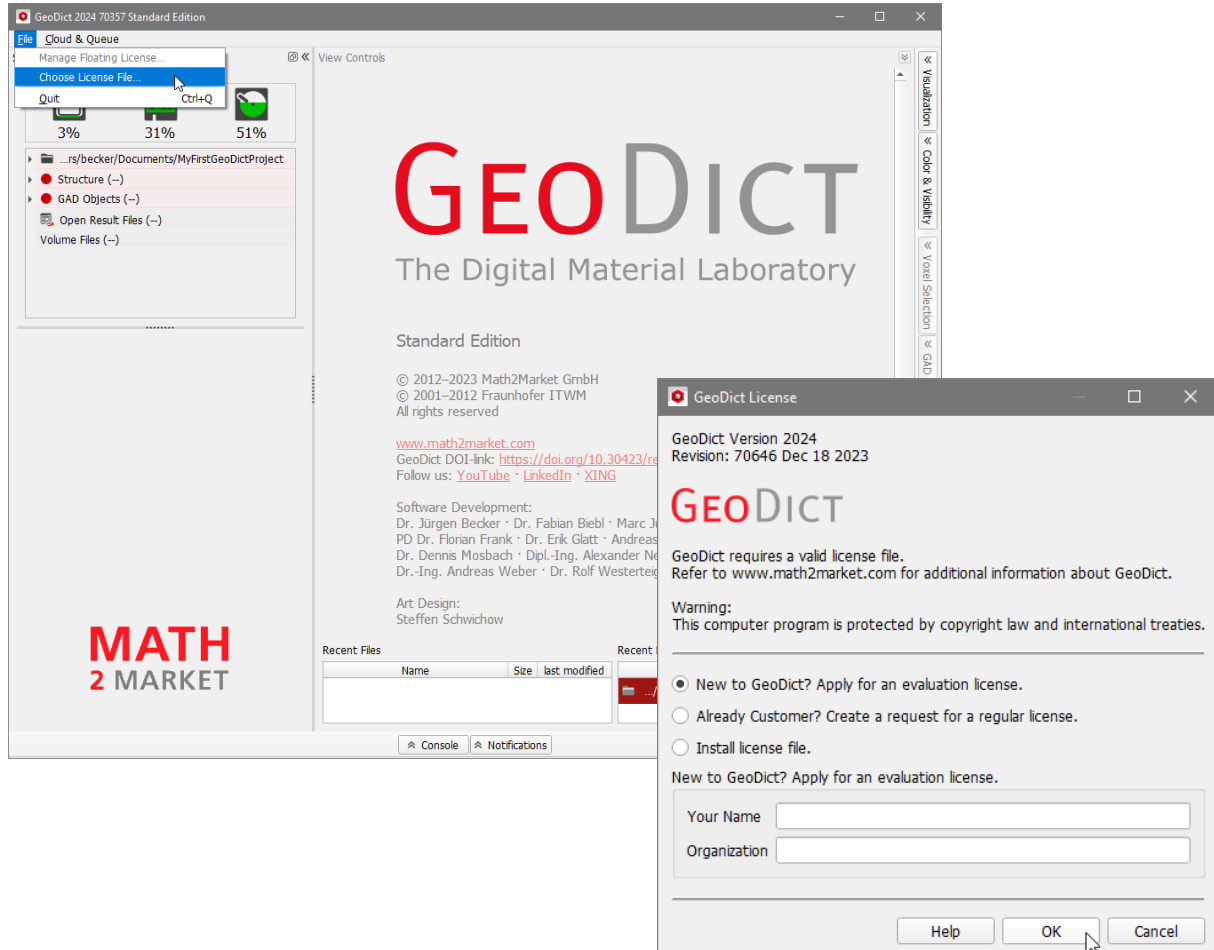 GeoDict 2024 70357 Standard Edition
File Cloud & Queue
Manage Floating License...
Choose License File...
Quit Ctrl+Q
3% 31% 51%
...rs/becker/Documents/MyFirstGeoDictProject
Structure (--)
GAD Objects (--)
Open Result Files (--)
Volume Files (--)
MATH
2 MARKET
View Controls
GEODICT
The Digital Material Laboratory
Standard Edition
© 2012–2023 Math2Market GmbH
© 2001–2012 Fraunhofer ITWM
All rights reserved
www.math2market.com
GeoDict DOI-link: https://doi.org/10.30423/re
Follow us: YouTube · LinkedIn · XING
Software Development:
Dr. Jürgen Becker · Dr. Fabian Biebl · Marc
PD Dr. Florian Frank · Dr. Erik Glatt · Andreas
Dr. Dennis Mosbach · Dipl.-Ing. Alexander Ne
Dr.-Ing. Andreas Weber · Dr. Rolf Westerteig
Art Design:
Steffen Schwichow
Recent Files
Name Size last modified
Recent
.../
Console Notifications
Visualization
Color & Visibility
Voxel Selection
GAD
GeoDict License
GeoDict Version 2024
Revision: 70646 Dec 18 2023
GEODICT
GeoDict requires a valid license file.
Refer to www.math2market.com for additional information about GeoDict.
Warning:
This computer program is protected by copyright law and international treaties.
New to GeoDict? Apply for an evaluation license.
Already Customer? Create a request for a regular license.
Install license file.
New to GeoDict? Apply for an evaluation license.
Your Name
Organization
Help OK Cancel